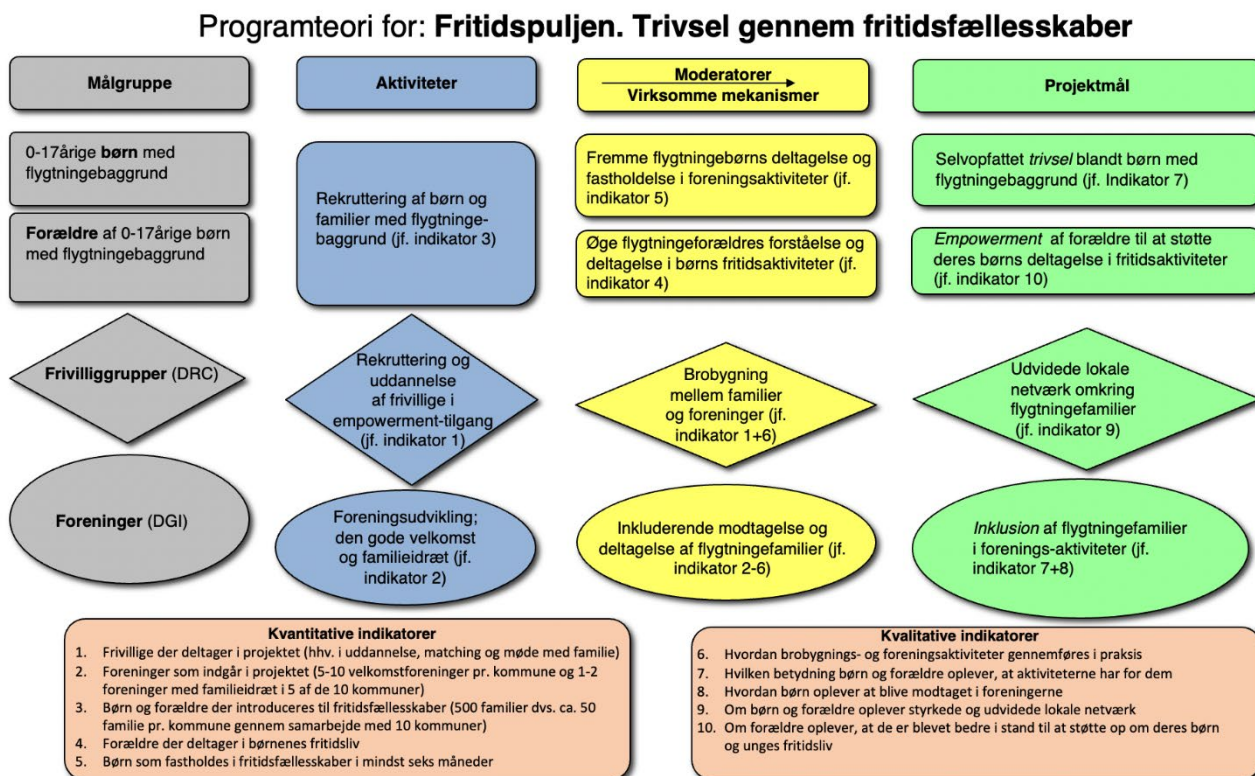 Programteori for: Fritidspuljen. Trivsel gennem fritidsfællesskaber
Målgruppe
Aktiviteter
Moderatorer
Virksomme mekanismer
Projektmål
0-17årige børn med
flygtningebaggrund
Forældre af 0-17årige børn
med flygtningebaggrund
Rekruttering af børn og
familier med flygtninge-
baggrund (jf. indikator 3)
Fremme flygtningebørns deltagelse og
fastholdelse i foreningsaktiviteter (jf.
indikator 5)
Øge flygtningeforældres forståelse og
deltagelse i børns fritidsaktiviteter (jf.
indikator 4)
Selvopfattet trivsel blandt børn med
flygtningebaggrund (jf. Indikator 7)
Empowerment af forældre til at støtte
deres børns deltagelse i fritidsaktiviteter
(jf. indikator 10)
Frivilliggrupper (DRC)
Rekruttering og
uddannelse
af frivillige i
empowerment-tilgang
(jf. indikator 1)
Brobygning
mellem familier
og foreninger (jf.
indikator 1+6)
Udvidede lokale
netværk omkring
flygtningefamilier
(jf. indikator 9)
Foreninger (DGI)
Foreningsudvikling;
den gode velkomst
og familieidræt (jf.
indikator 2)
Inkluderende modtagelse og
deltagelse af flygtningefamilier (jf.
indikator 2-6)
Inklusion af flygtningefamilier
i forenings-aktiviteter (jf.
indikator 7+8)
Kvantitative indikatorer
1. Frivillige der deltager i projektet (hhv. i uddannelse, matching og møde med familie)
2. Foreninger som indgår i projektet (5-10 velkomstforeninger pr. kommune og 1-2
foreninger med familieidræt i 5 af de 10 kommuner)
3. Børn og forældre der introduceres til fritidsfællesskaber (500 familier dvs. ca. 50
familie pr. kommune gennem samarbejde med 10 kommuner)
4. Forældre der deltager i børnenes fritidsliv
5. Børn som fastholdes i fritidsfællesskaber i mindst seks måneder
Kvalitative indikatorer
6. Hvordan brobygnings- og foreningsaktiviteter gennemføres i praksis
7. Hvilken betydning børn og forældre oplever, at aktiviteterne har for dem
8. Hvordan børn oplever at blive modtaget i foreningerne
9. Om børn og forældre oplever styrkede og udvidede lokale netværk
10. Om forældre oplever, at de er blevet bedre i stand til at støtte op om deres børn
og unges fritidsliv